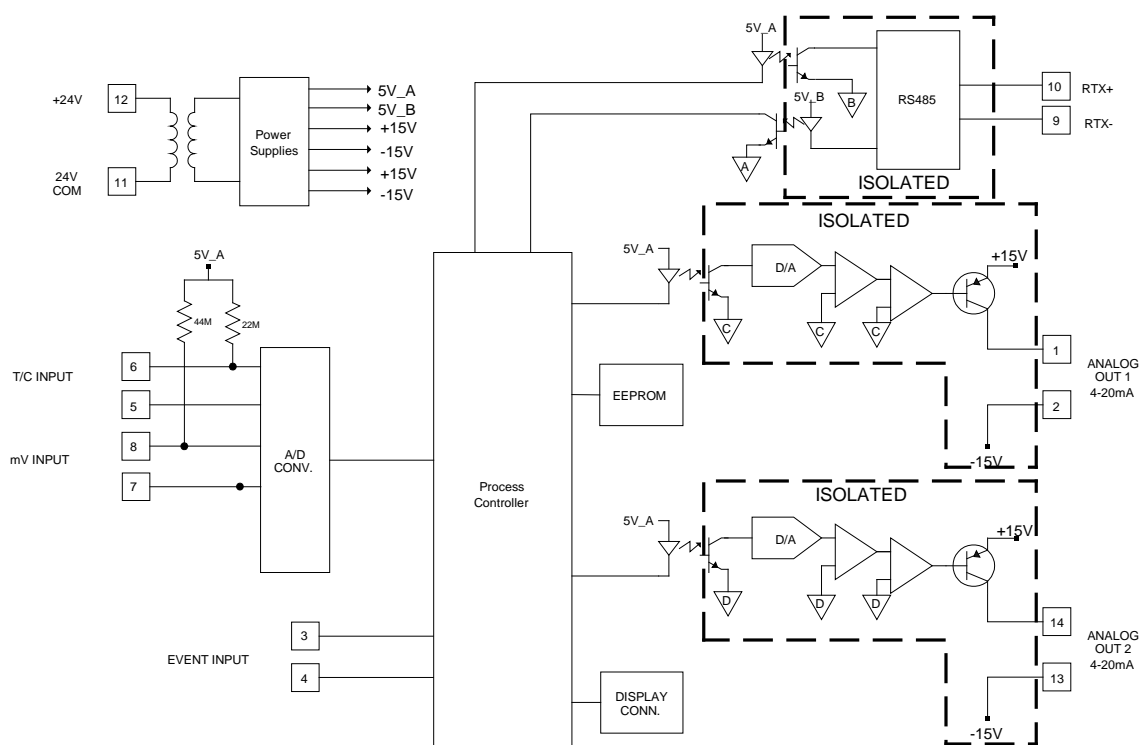 +24V
12
24V
COM
11
Power
Supplies
5V_A
5V_B
+15V
-15V
+15V
-15V
5V_A
B
5V_B
A
RS485
ISOLATED
10
RTX+
9
RTX-
5V_A
44M
22M
T/C INPUT
6
5
mV INPUT
8
7
A/D
CONV.
EVENT INPUT
3
4
Process
Controller
EEPROM
DISPLAY
CONN.
ISOLATED
5V_A
D/A
C
C
C
+15V
-15V
1
2
ANALOG
OUT 1
4-20mA
ISOLATED
5V_A
D/A
D
D
D
+15V
-15V
14
13
ANALOG
OUT 2
4-20mA